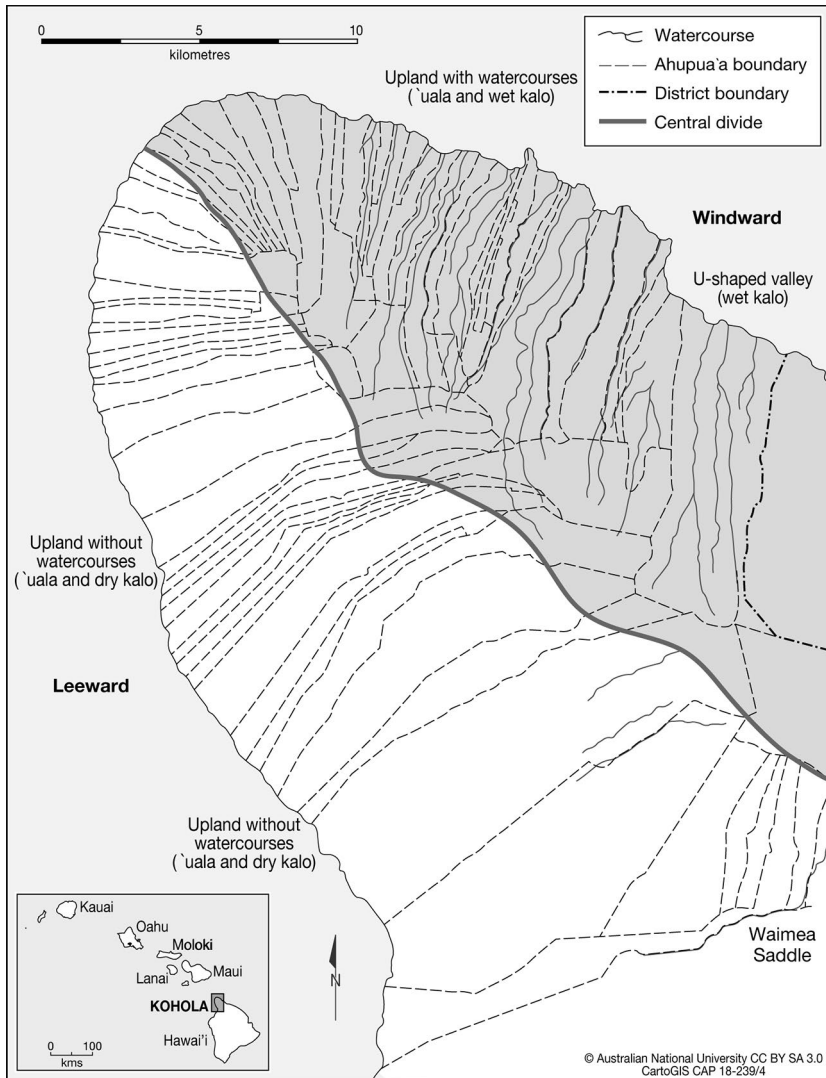 0 5 10
kilometres
Watercourse
Ahupua`a boundary
District boundary
Central divide
Upland with watercourses
(`uala and wet kalo)
Windward
U-shaped valley
(wet kalo)
Upland without
watercourses
(`uala and dry kalo)
Leeward
Upland without
watercourses
(`uala and dry kalo)
Waimea
Saddle
Kauai
Oahu
Moloki
Lanai
Maui
KOHOLA
Hawai'i
0 100
kms
N
© Australian National University CC BY SA 3.0
CartoGIS CAP 18-239/4